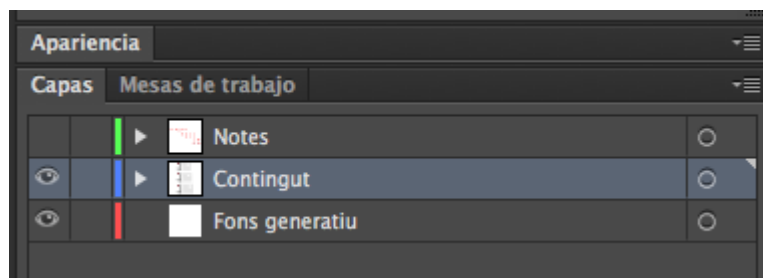 Apariencia
Capas Mesas de trabajo
Notes
Contingut
Fons generatiu